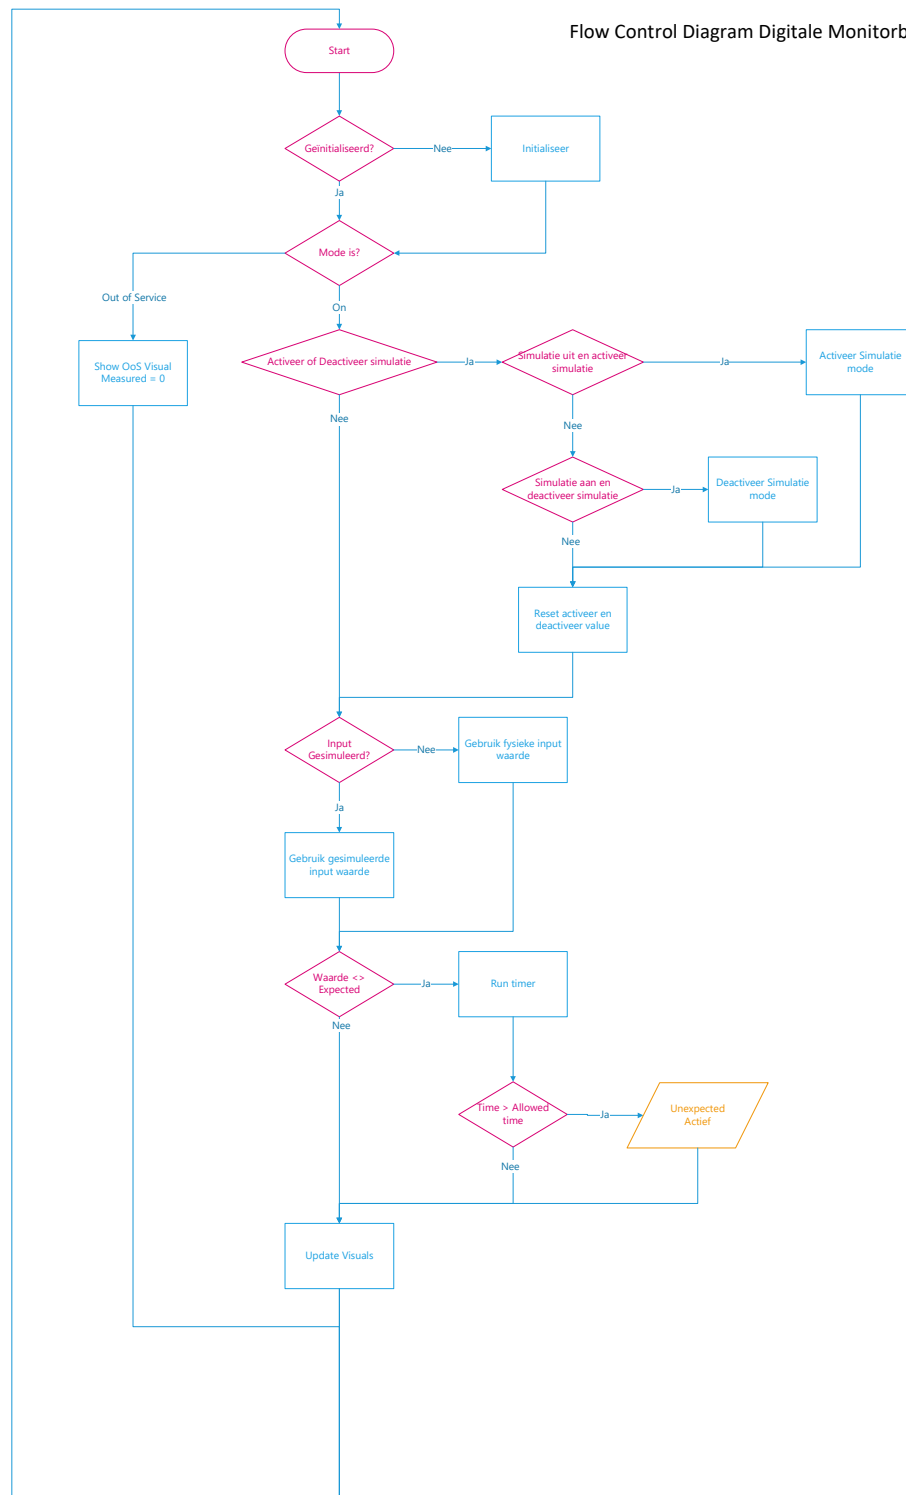 Flow Control Diagram Digitale Monitorb
Start
Geïnitialiseerd?
Nee
Initialiseer
Ja
Mode is?
Out of Service
On
Show OoS Visual
Measured = 0
Activeer of Deactiveer simulatie
Ja
Simulatie uit en activeer
simulatie
Ja
Activeer Simulatie
mode
Nee
Nee
Simulatie aan en
deactiveer simulatie
Ja
Deactiveer Simulatie
mode
Nee
Reset activeer en
deactiveer value
Input
Gesimuleerd?
Nee
Gebruik fysieke input
waarde
Ja
Gebruik gesimuleerde
input waarde
Waarde <>
Expected
Ja
Run timer
Nee
Time > Allowed
time
Ja
Unexpected
Actief
Nee
Update Visuals